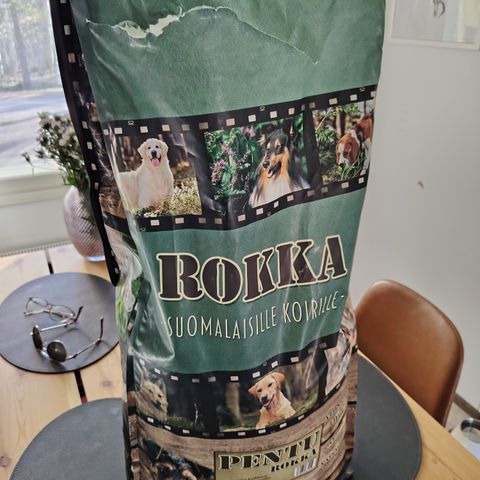 ROKKA
-SUOMALAISILLE KOIRILLE-
PENTU
ROKKA